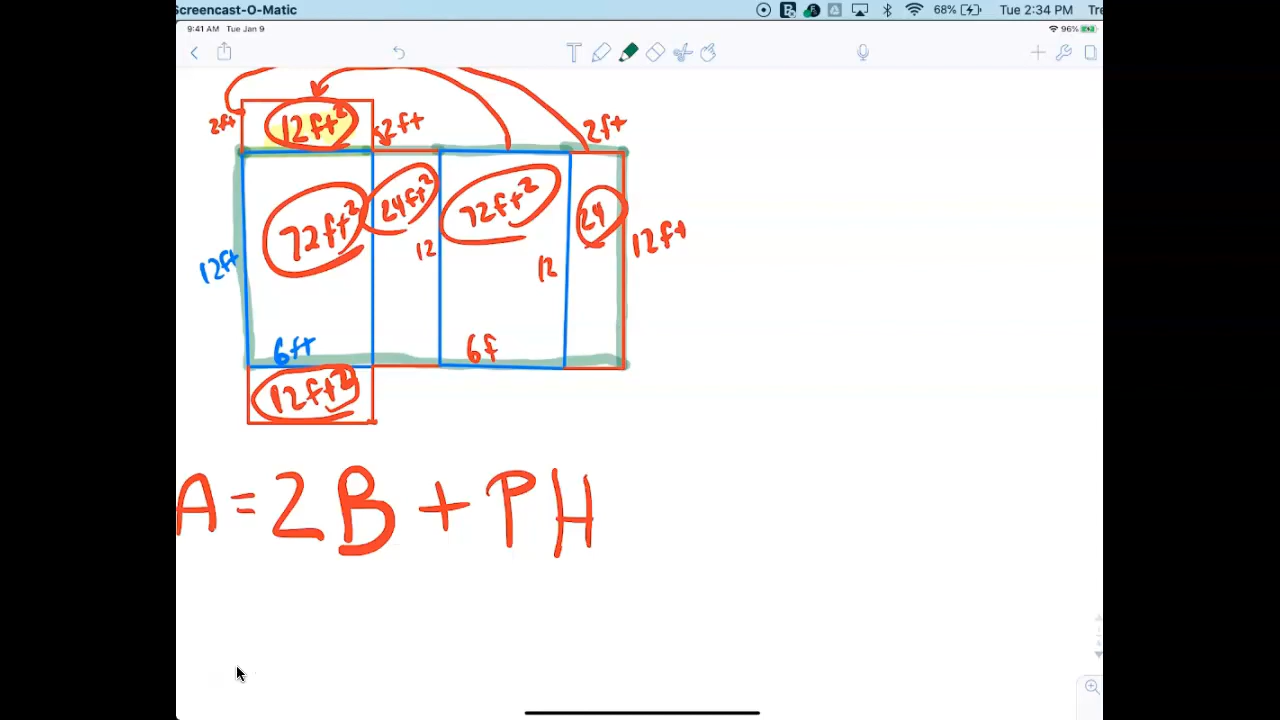 Screencast-O-Matic 68% Tue 2:34 PM Tre
9:41 AM Tue Jan 9 96%
2ft 12ft² 2ft 2ft
72ft² 24ft² 72ft² 24
12ft 12 12 12ft
6ft 6f
12ft²
A = 2B + PH